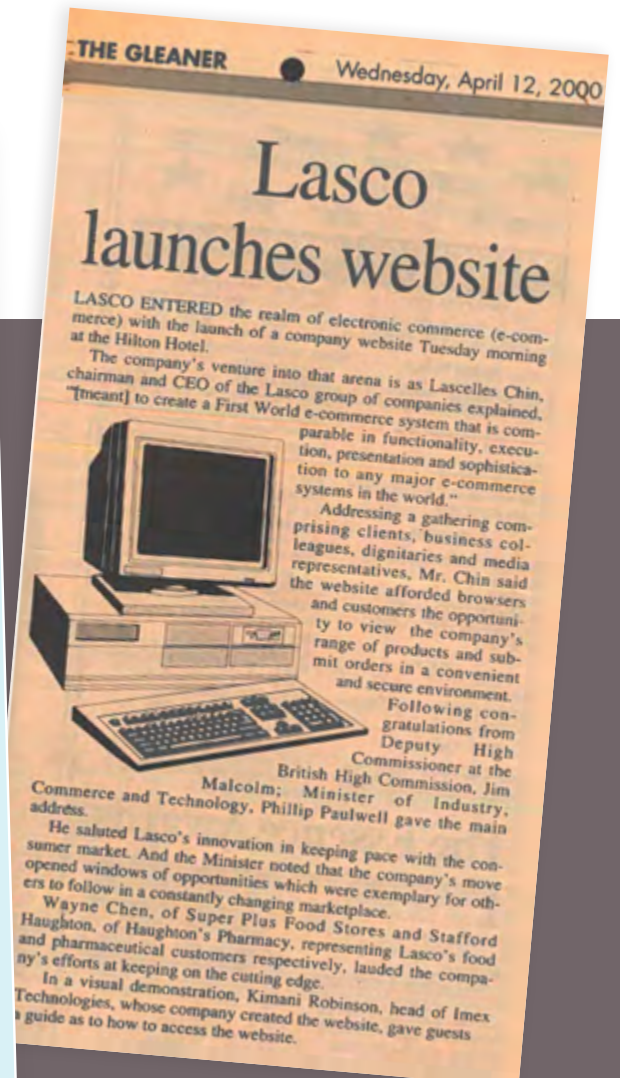 THE GLEANER
Wednesday, April 12, 2000
Lasco
launches website
LASCO ENTERED the realm of electronic commerce (e-com-
merce) with the launch of a company website Tuesday morning
at the Hilton Hotel.
The company's venture into that arena is as Lascelles Chin,
chairman and CEO of the Lasco group of companies explained,
"[meant] to create a First World e-commerce system that is com-
parable in functionality, execu-
tion, presentation and sophistica-
tion to any major e-commerce
systems in the world."
Addressing a gathering com-
prising clients, business col-
leagues, dignitaries and media
representatives, Mr. Chin said
the website afforded browsers
and customers the opportuni-
ty to view the company's
range of products and sub-
mit orders in a convenient
and secure environment.
Following con-
gratulations from
Deputy High
Commissioner at the
British High Commission, Jim
Malcolm; Minister of Industry,
Commerce and Technology, Phillip Paulwell gave the main
address.
He saluted Lasco's innovation in keeping pace with the con-
sumer market. And the Minister noted that the company's move
opened windows of opportunities which were exemplary for oth-
ers to follow in a constantly changing marketplace.
Wayne Chen, of Super Plus Food Stores and Stafford
Haughton, of Haughton's Pharmacy, representing Lasco's food
and pharmaceutical customers respectively, lauded the compa-
ny's efforts at keeping on the cutting edge.
In a visual demonstration, Kimani Robinson, head of Imex
Technologies, whose company created the website, gave guests
a guide as to how to access the website.